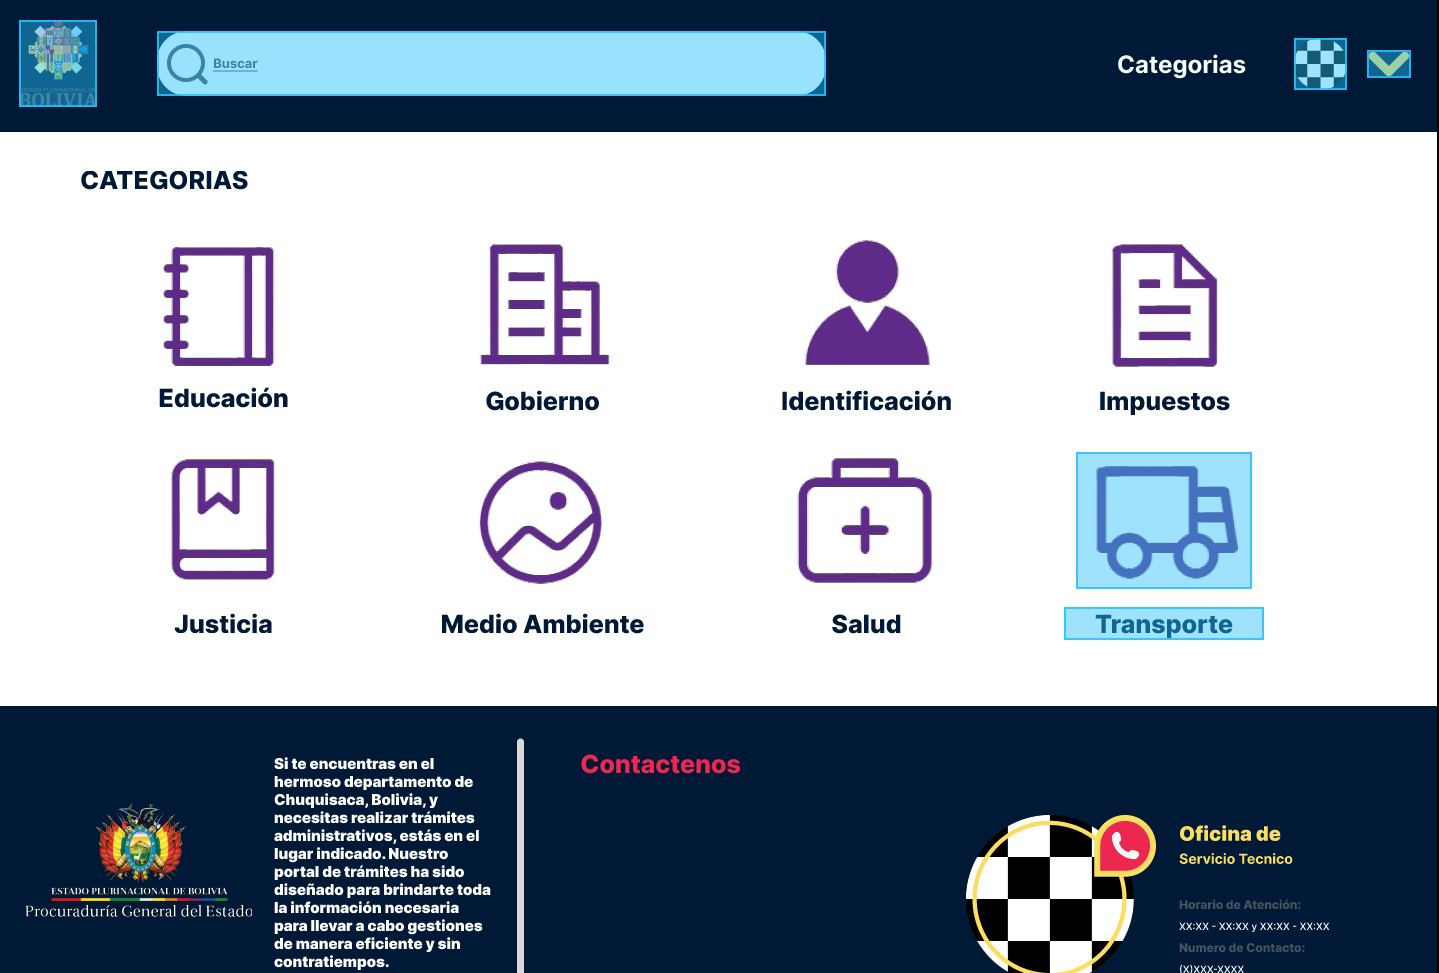 ESTADO PLURINACIONAL DE
BOLIVIA
Buscar
Categorias
CATEGORIAS
Educación
Gobierno
Identificación
Impuestos
Justicia
Medio Ambiente
Salud
Transporte
ESTADO PLURINACIONAL DE BOLIVIA
Procuraduría General del Estado
Si te encuentras en el
hermoso departamento de
Chuquisaca, Bolivia, y
necesitas realizar trámites
administrativos, estás en el
lugar indicado. Nuestro
portal de trámites ha sido
diseñado para brindarte toda
la información necesaria
para llevar a cabo gestiones
de manera eficiente y sin
contratiempos.
Contactenos
Oficina de
Servicio Tecnico
Horario de Atención:
XX:XX - XX:XX y XX:XX - XX:XX
Numero de Contacto:
(X)XXX-XXXX